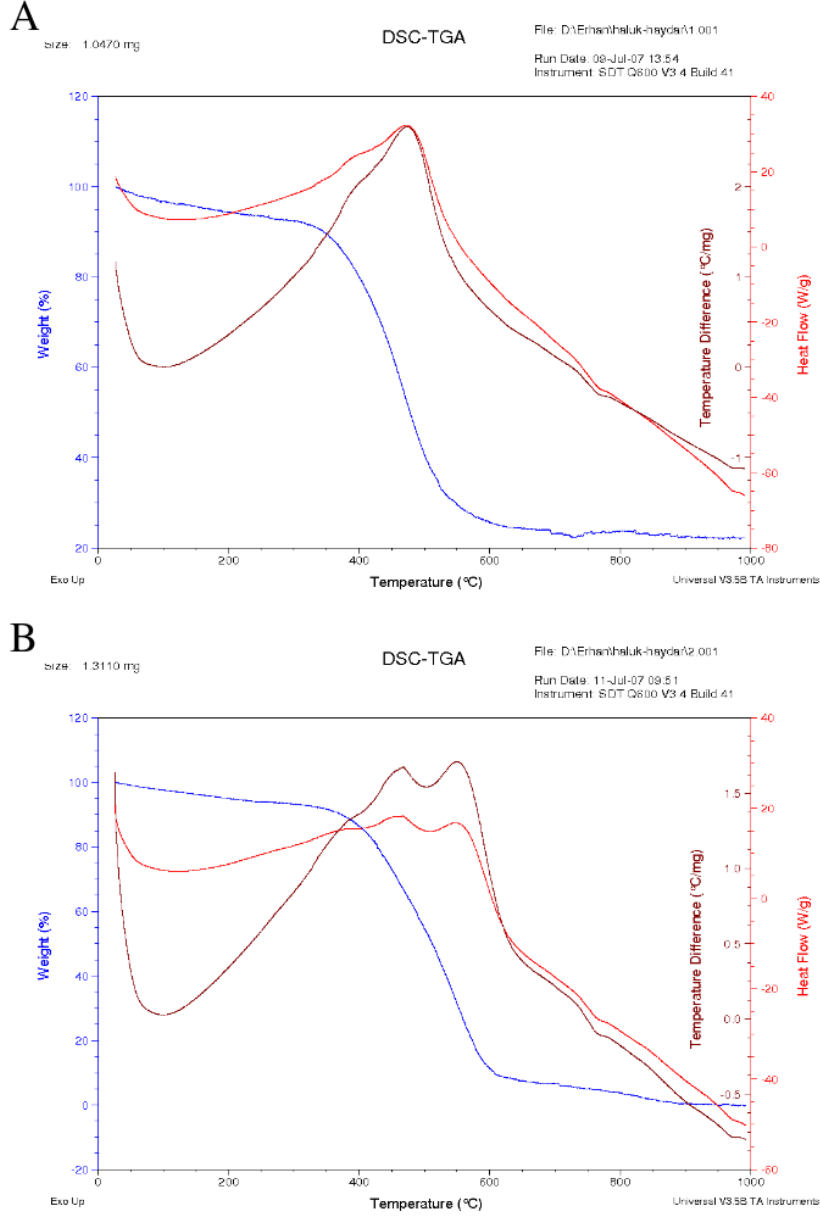 A
Size: 1.0470 mg
DSC-TGA
File: D:\Erhan\haluk-haydar\1.001
Run Date: 09-Jul-07 13:54
Instrument: SDT Q600 V3.4 Build 41
120
100
80
60
40
20
Weight (%)
2
1
0
-1
Temperature Difference (°C/mg)
40
20
0
-20
-40
-60
-80
Heat Flow (W/g)
0
200
400
600
800
1000
Exo Up
Temperature (°C)
Universal V3.5B TA Instruments
B
Size: 1.3110 mg
DSC-TGA
File: D:\Erhan\haluk-haydar\2.001
Run Date: 11-Jul-07 09:51
Instrument: SDT Q600 V3.4 Build 41
120
100
80
60
40
20
0
-20
Weight (%)
1.5
1.0
0.5
0.0
-0.5
Temperature Difference (°C/mg)
40
20
0
-20
-40
-60
Heat Flow (W/g)
0
200
400
600
800
1000
Exo Up
Temperature (°C)
Universal V3.5B TA Instruments